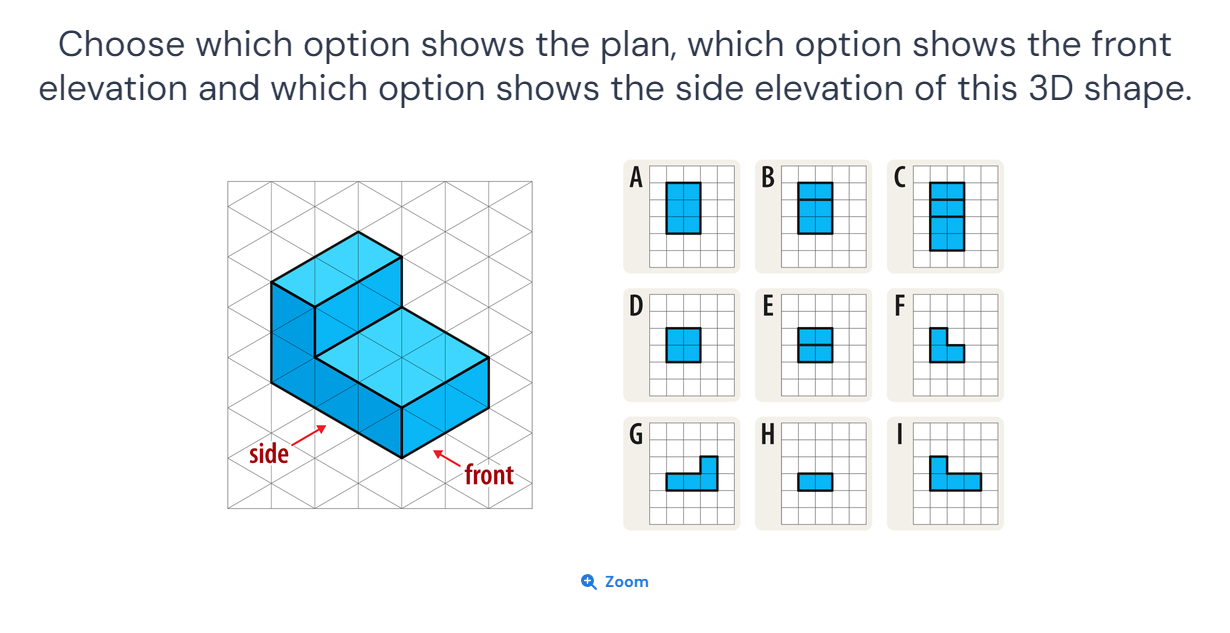 Choose which option shows the plan, which option shows the front
elevation and which option shows the side elevation of this 3D shape.
A
B
C
D
E
F
G
H
I
side
front
Zoom